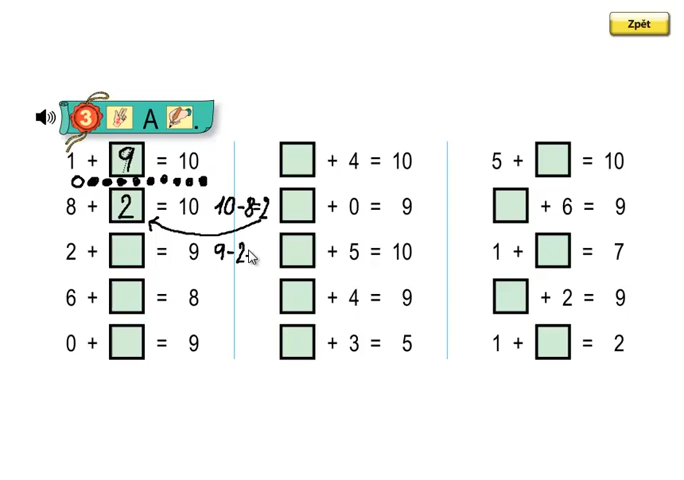 Zpět
3 A .
1 + 9 = 10
8 + 2 = 10 10-8=2
2 + = 9 9-2
6 + = 8
0 + = 9
+ 4 = 10
+ 0 = 9
+ 5 = 10
+ 4 = 9
+ 3 = 5
5 + = 10
+ 6 = 9
1 + = 7
+ 2 = 9
1 + = 2